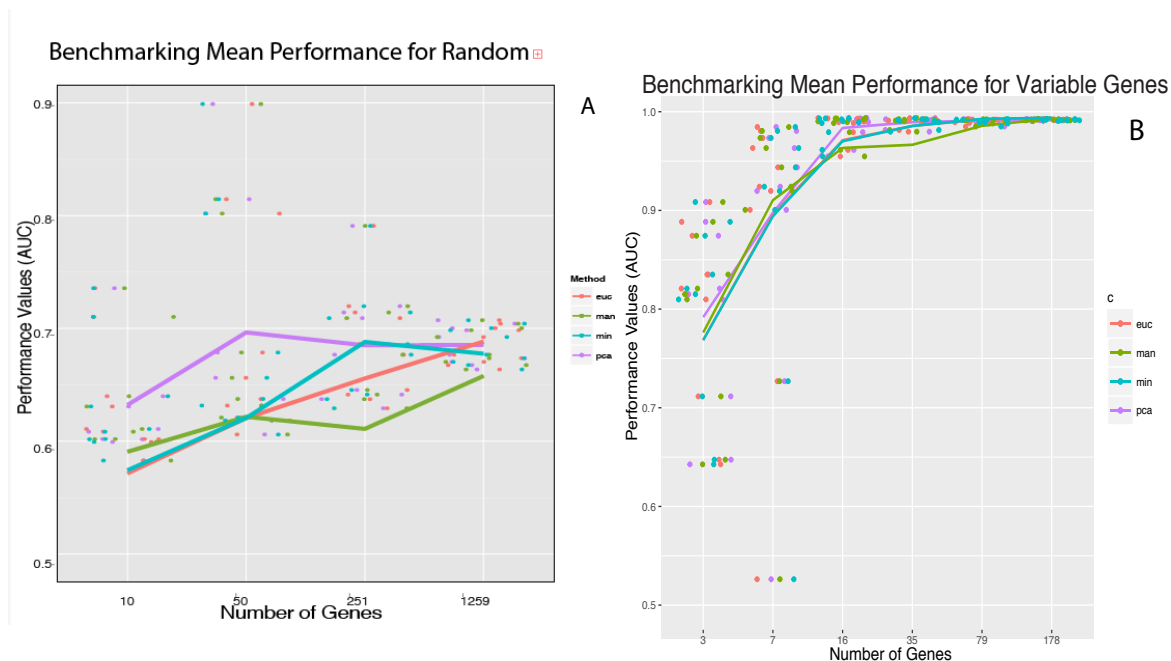 Benchmarking Mean Performance for Random
A
Performance Values (AUC)
0.9
0.8
0.7
0.6
0.5
10
50
251
1259
Number of Genes
Method
euc
man
min
pca
Benchmarking Mean Performance for Variable Genes
B
Performance Values (AUC)
1.0
0.9
0.8
0.7
0.6
0.5
3
7
16
35
79
178
Number of Genes
c
euc
man
min
pca